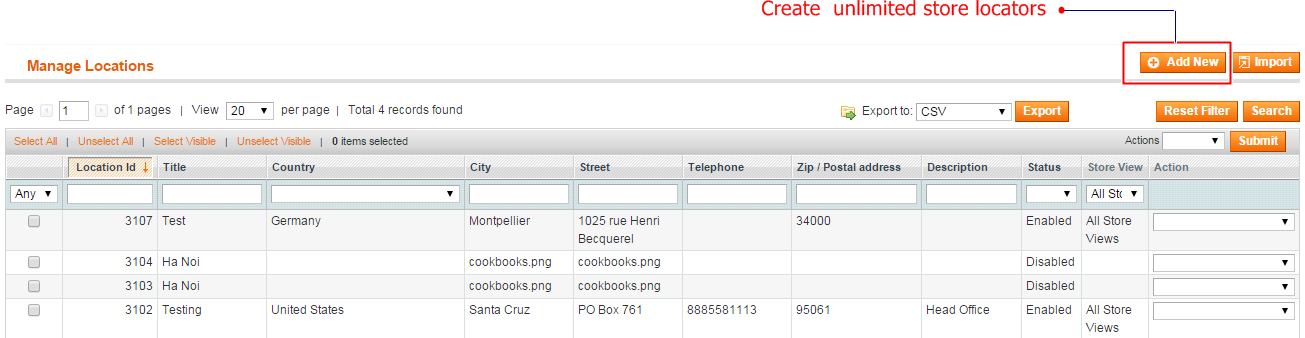 Create unlimited store locators
Manage Locations
Add New
Import
Page 1 of 1 pages | View 20 per page | Total 4 records found
Export to: CSV Export
Reset Filter Search
Select All | Unselect All | Select Visible | Unselect Visible | 0 items selected
Actions Submit
Location Id ↓ Title Country City Street Telephone Zip / Postal address Description Status Store View Action
Any All Stc
3107 Test Germany Montpellier 1025 rue Henri 34000 Enabled All Store
Becquerel Views
3104 Ha Noi cookbooks.png cookbooks.png Disabled
3103 Ha Noi cookbooks.png cookbooks.png Disabled
3102 Testing United States Santa Cruz PO Box 761 8885581113 95061 Head Office Enabled All Store
Views